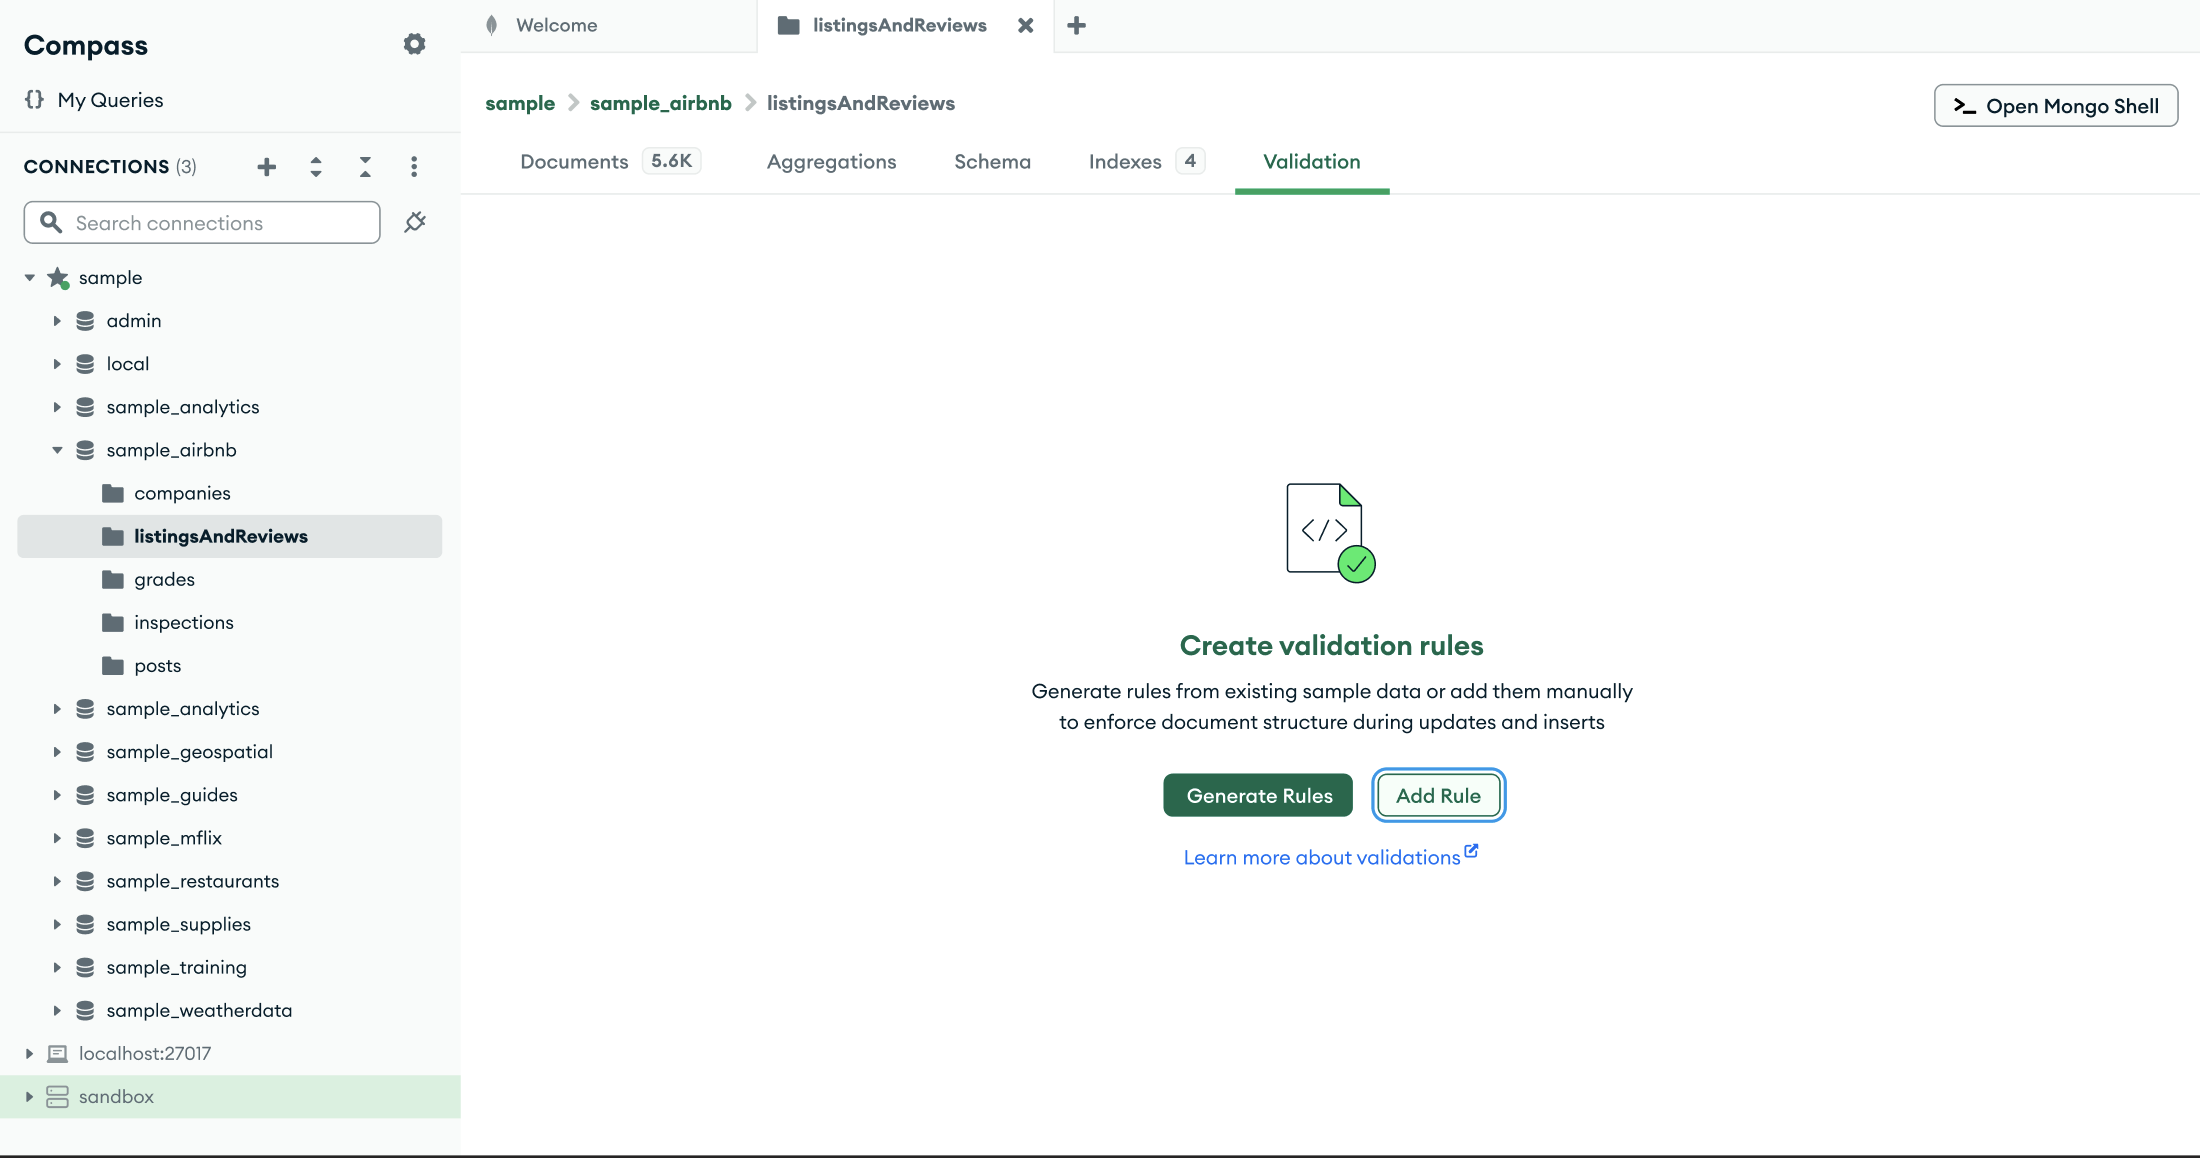 Compass
My Queries
CONNECTIONS (3)
Search connections
sample
admin
local
sample_analytics
sample_airbnb
companies
listingsAndReviews
grades
inspections
posts
sample_analytics
sample_geospatial
sample_guides
sample_mflix
sample_restaurants
sample_supplies
sample_training
sample_weatherdata
localhost:27017
sandbox
Welcome
listingsAndReviews
sample > sample_airbnb > listingsAndReviews
>_ Open Mongo Shell
Documents 5.6K Aggregations Schema Indexes 4 Validation
</>
Create validation rules
Generate rules from existing sample data or add them manually
to enforce document structure during updates and inserts
Generate Rules Add Rule
Learn more about validations